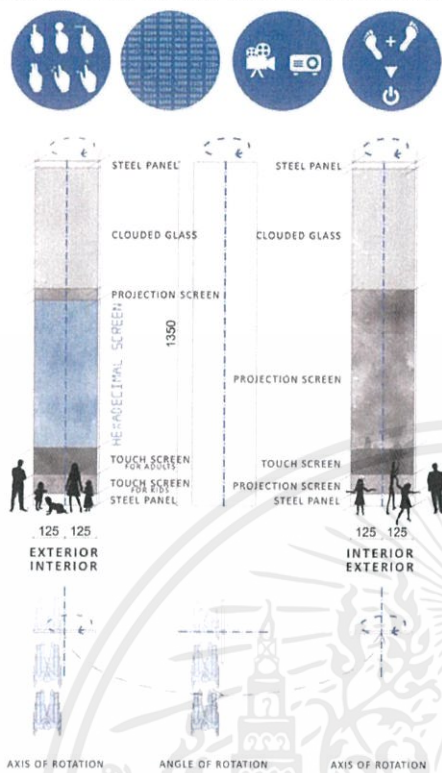 STEEL PANEL
STEEL PANEL
CLOUDED GLASS
CLOUDED GLASS
PROJECTION SCREEN
HEXADECIMAL SCREEN
1350
PROJECTION SCREEN
TOUCH SCREEN
FOR ADULTS
TOUCH SCREEN
TOUCH SCREEN
FOR KIDS
PROJECTION SCREEN
STEEL PANEL
STEEL PANEL
125 125
125 125
EXTERIOR
INTERIOR
INTERIOR
EXTERIOR
AXIS OF ROTATION
ANGLE OF ROTATION
AXIS OF ROTATION